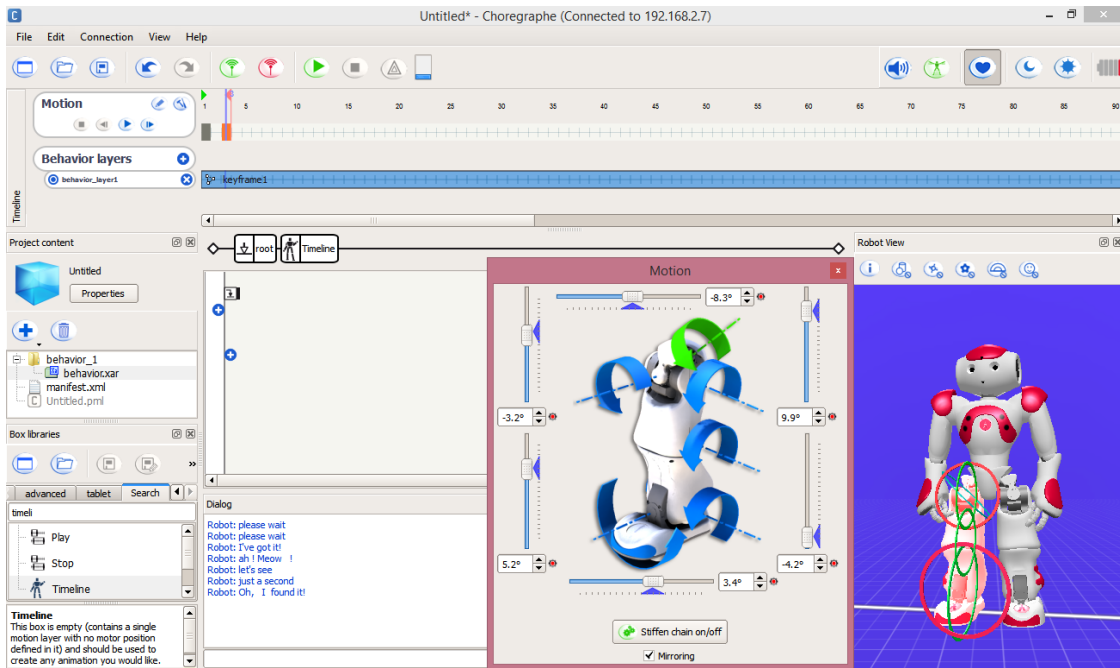 Untitled* - Choregraphe (Connected to 192.168.2.7)
File Edit Connection View Help
Motion
1 5 10 15 20 25 30 35 40 45 50 55 60 65 70 75 80 85 90
Behavior layers
behavior_layer1
keyframe1
Timeline
Project content
root
Timeline
Robot View
Untitled
Properties
behavior_1
behavior.xar
manifest.xml
Untitled.pml
Box libraries
advanced tablet Search
timeli
Play
Stop
Timeline
Timeline
This box is empty (contains a single
motion layer with no motor position
defined in it) and should be used to
create any animation you would like.
Dialog
Robot: please wait
Robot: please wait
Robot: I've got it!
Robot: ah ! Meow !
Robot: let's see
Robot: just a second
Robot: Oh, I found it!
Motion
-8.3°
-3.2°
9.9°
5.2°
-4.2°
3.4°
Stiffen chain on/off
Mirroring